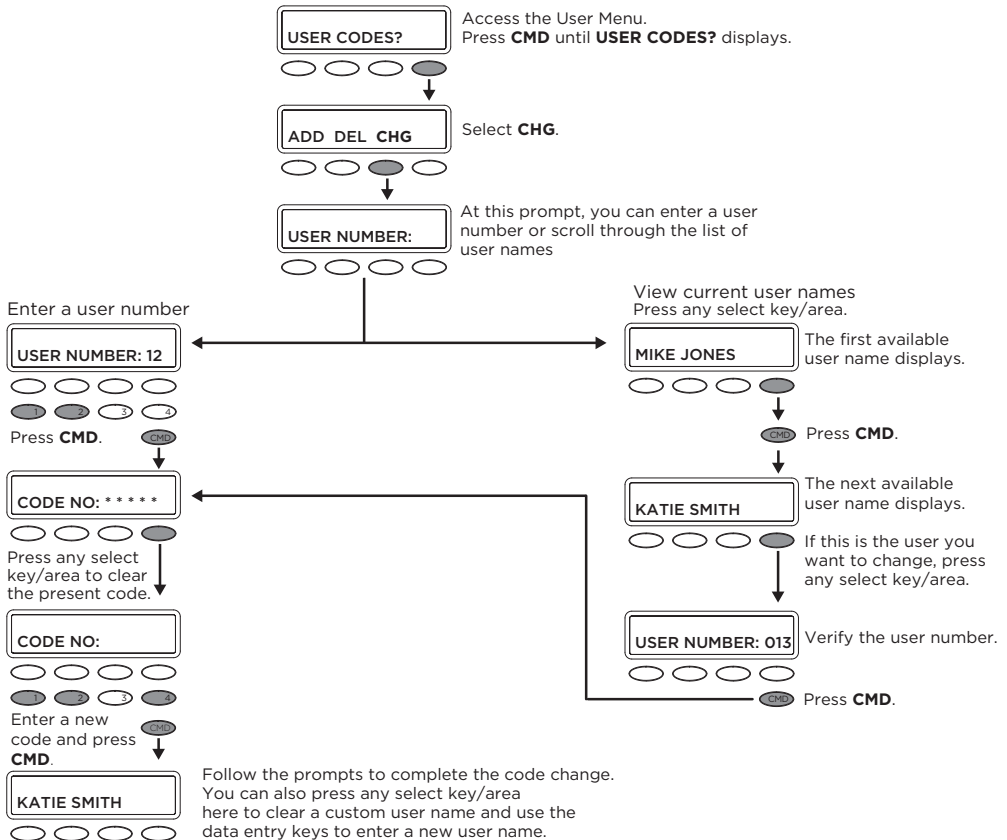 USER CODES?
Access the User Menu.
Press CMD until USER CODES? displays.
ADD DEL CHG
Select CHG.
USER NUMBER:
At this prompt, you can enter a user
number or scroll through the list of
user names
Enter a user number
USER NUMBER: 12
1 2 3 4
Press CMD.
CMD
CODE NO: * * * * *
Press any select
key/area to clear
the present code.
CODE NO:
1 2 3 4
Enter a new
code and press
CMD.
CMD
KATIE SMITH
Follow the prompts to complete the code change.
You can also press any select key/area
here to clear a custom user name and use the
data entry keys to enter a new user name.
View current user names
Press any select key/area.
MIKE JONES
The first available
user name displays.
CMD
Press CMD.
KATIE SMITH
The next available
user name displays.
If this is the user you
want to change, press
any select key/area.
USER NUMBER: 013
Verify the user number.
CMD
Press CMD.